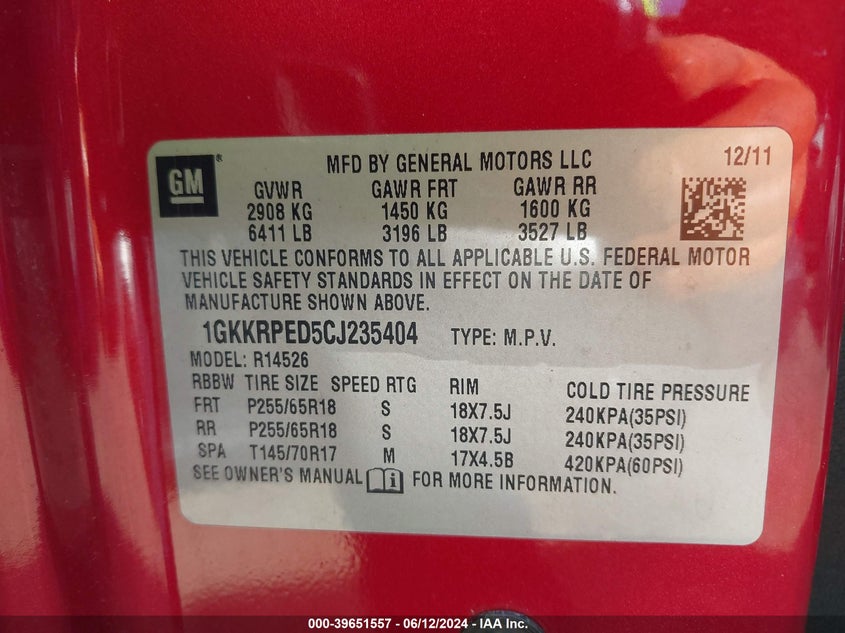 GM ®
MFD BY GENERAL MOTORS LLC 12/11
GVWR GAWR FRT GAWR RR
2908 KG 1450 KG 1600 KG
6411 LB 3196 LB 3527 LB
THIS VEHICLE CONFORMS TO ALL APPLICABLE U.S. FEDERAL MOTOR
VEHICLE SAFETY STANDARDS IN EFFECT ON THE DATE OF
MANUFACTURE SHOWN ABOVE.
1GKKRPED5CJ235404 TYPE: M.P.V.
MODEL: R14526
RBBW TIRE SIZE SPEED RTG RIM COLD TIRE PRESSURE
FRT P255/65R18 S 18X7.5J 240KPA(35PSI)
RR P255/65R18 S 18X7.5J 240KPA(35PSI)
SPA T145/70R17 M 17X4.5B 420KPA(60PSI)
SEE OWNER'S MANUAL i FOR MORE INFORMATION.
000-39651557 - 06/12/2024 - IAA Inc.